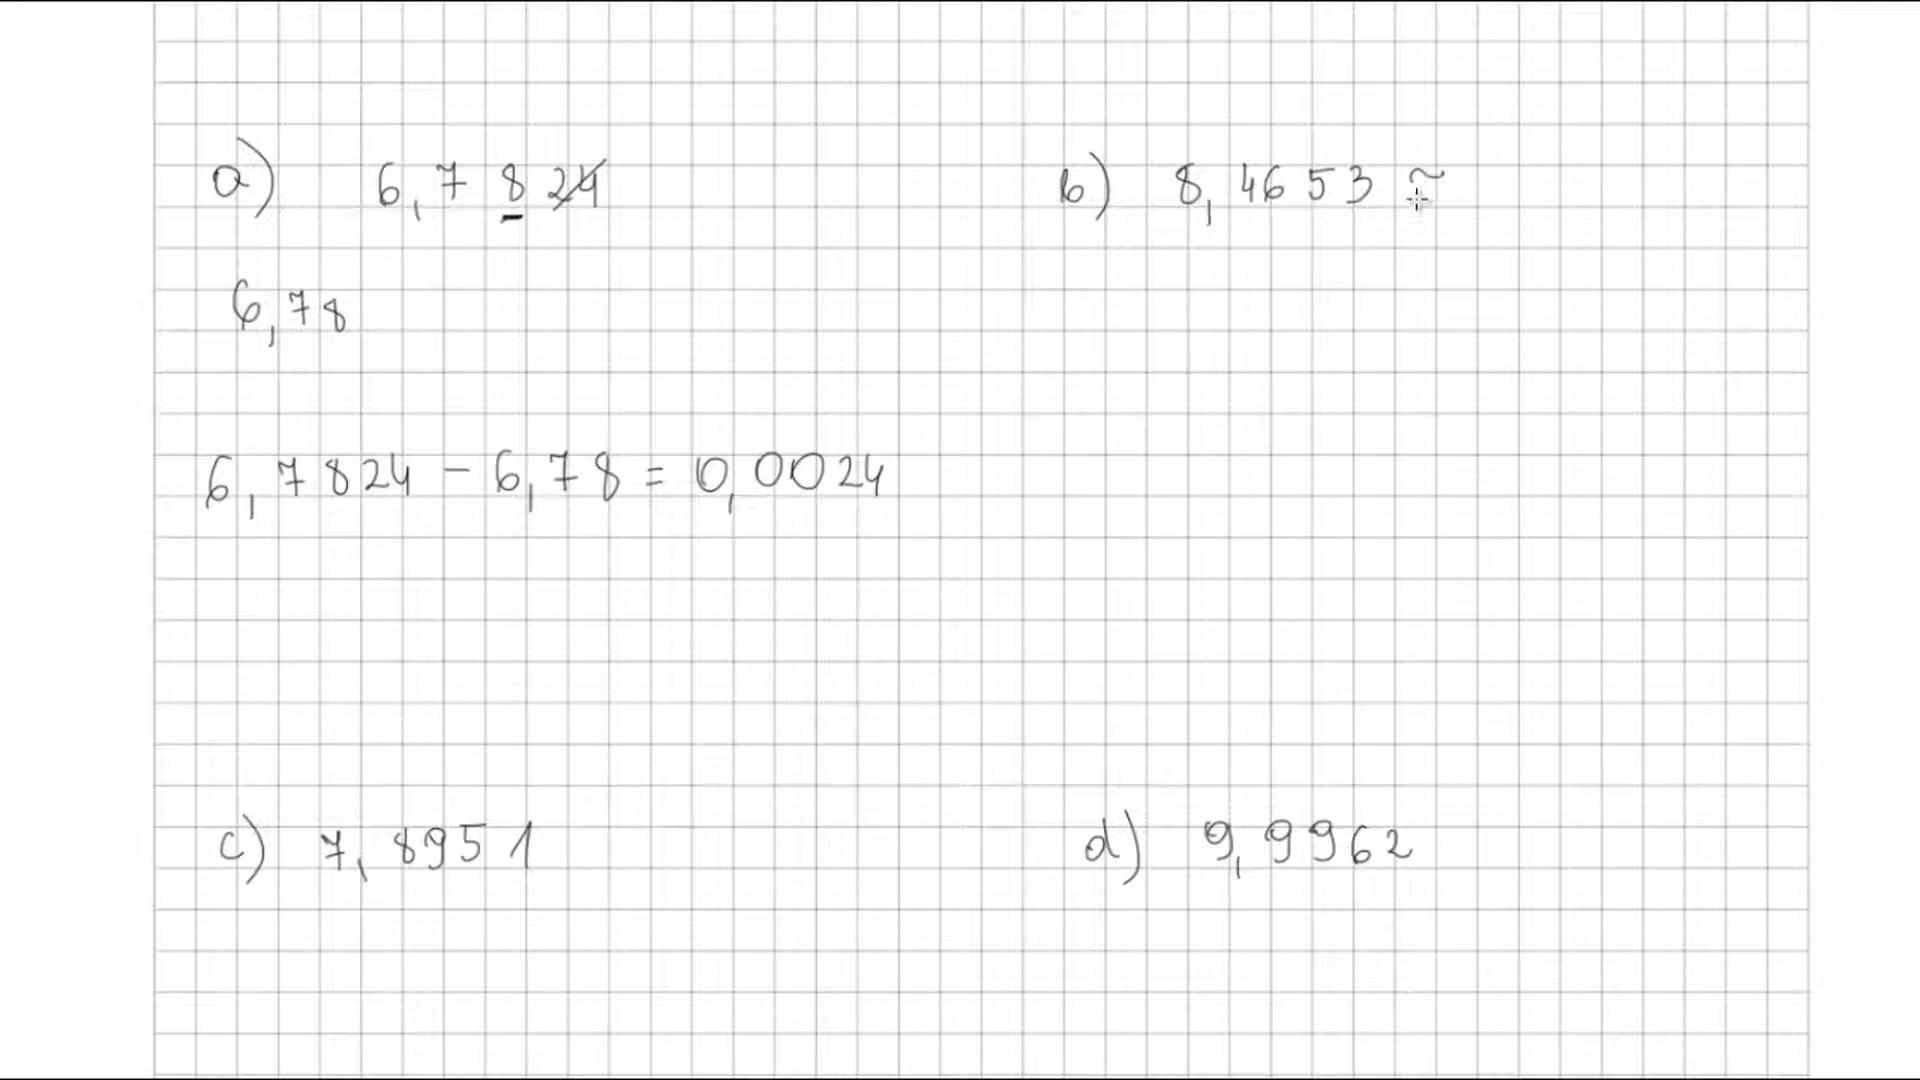 a) 6,7824
6,78
6,7824 - 6,78 = 0,0024
b) 8,4653 ≈
c) 7,8951
d) 9,9962